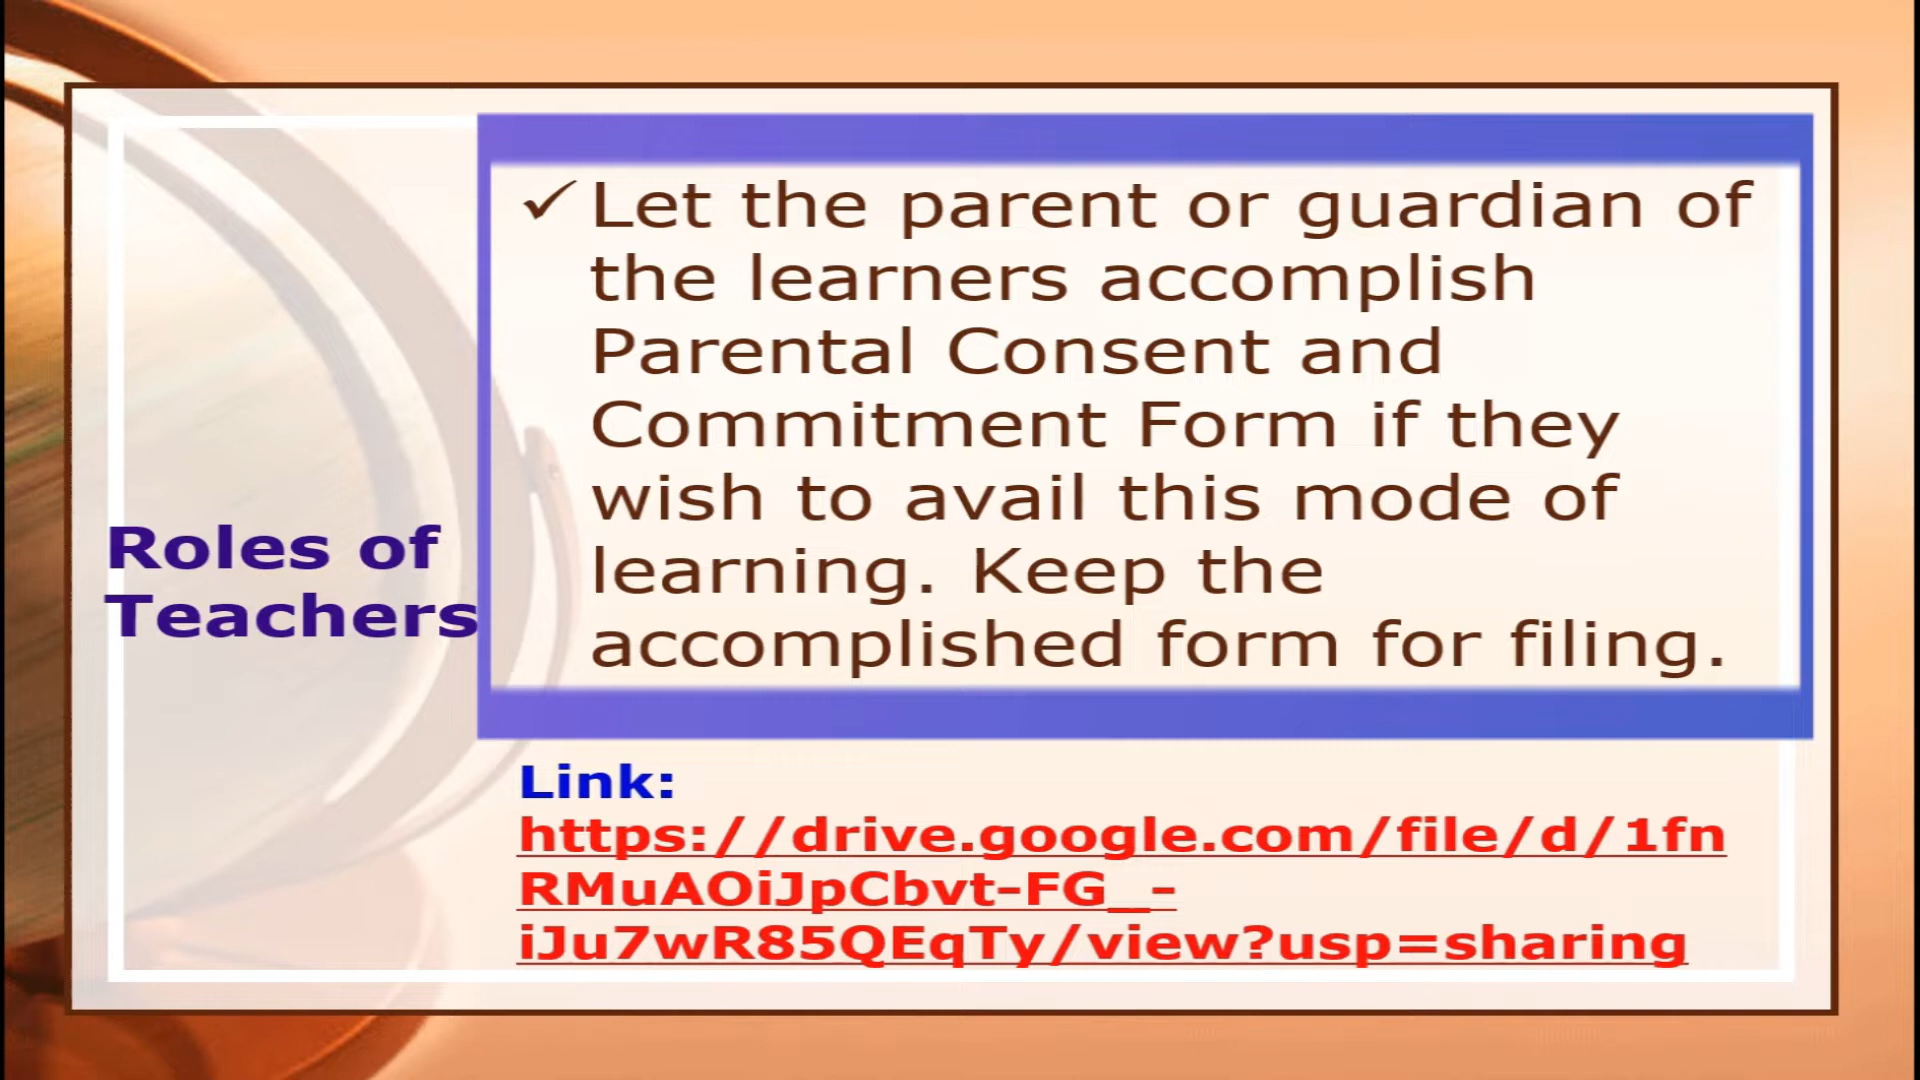 Roles of
Teachers
✓ Let the parent or guardian of
the learners accomplish
Parental Consent and
Commitment Form if they
wish to avail this mode of
learning. Keep the
accomplished form for filing.
Link:
https://drive.google.com/file/d/1fn
RMuAOiJpCbvt-FG__-
iJu7wR85QEqTy/view?usp=sharing